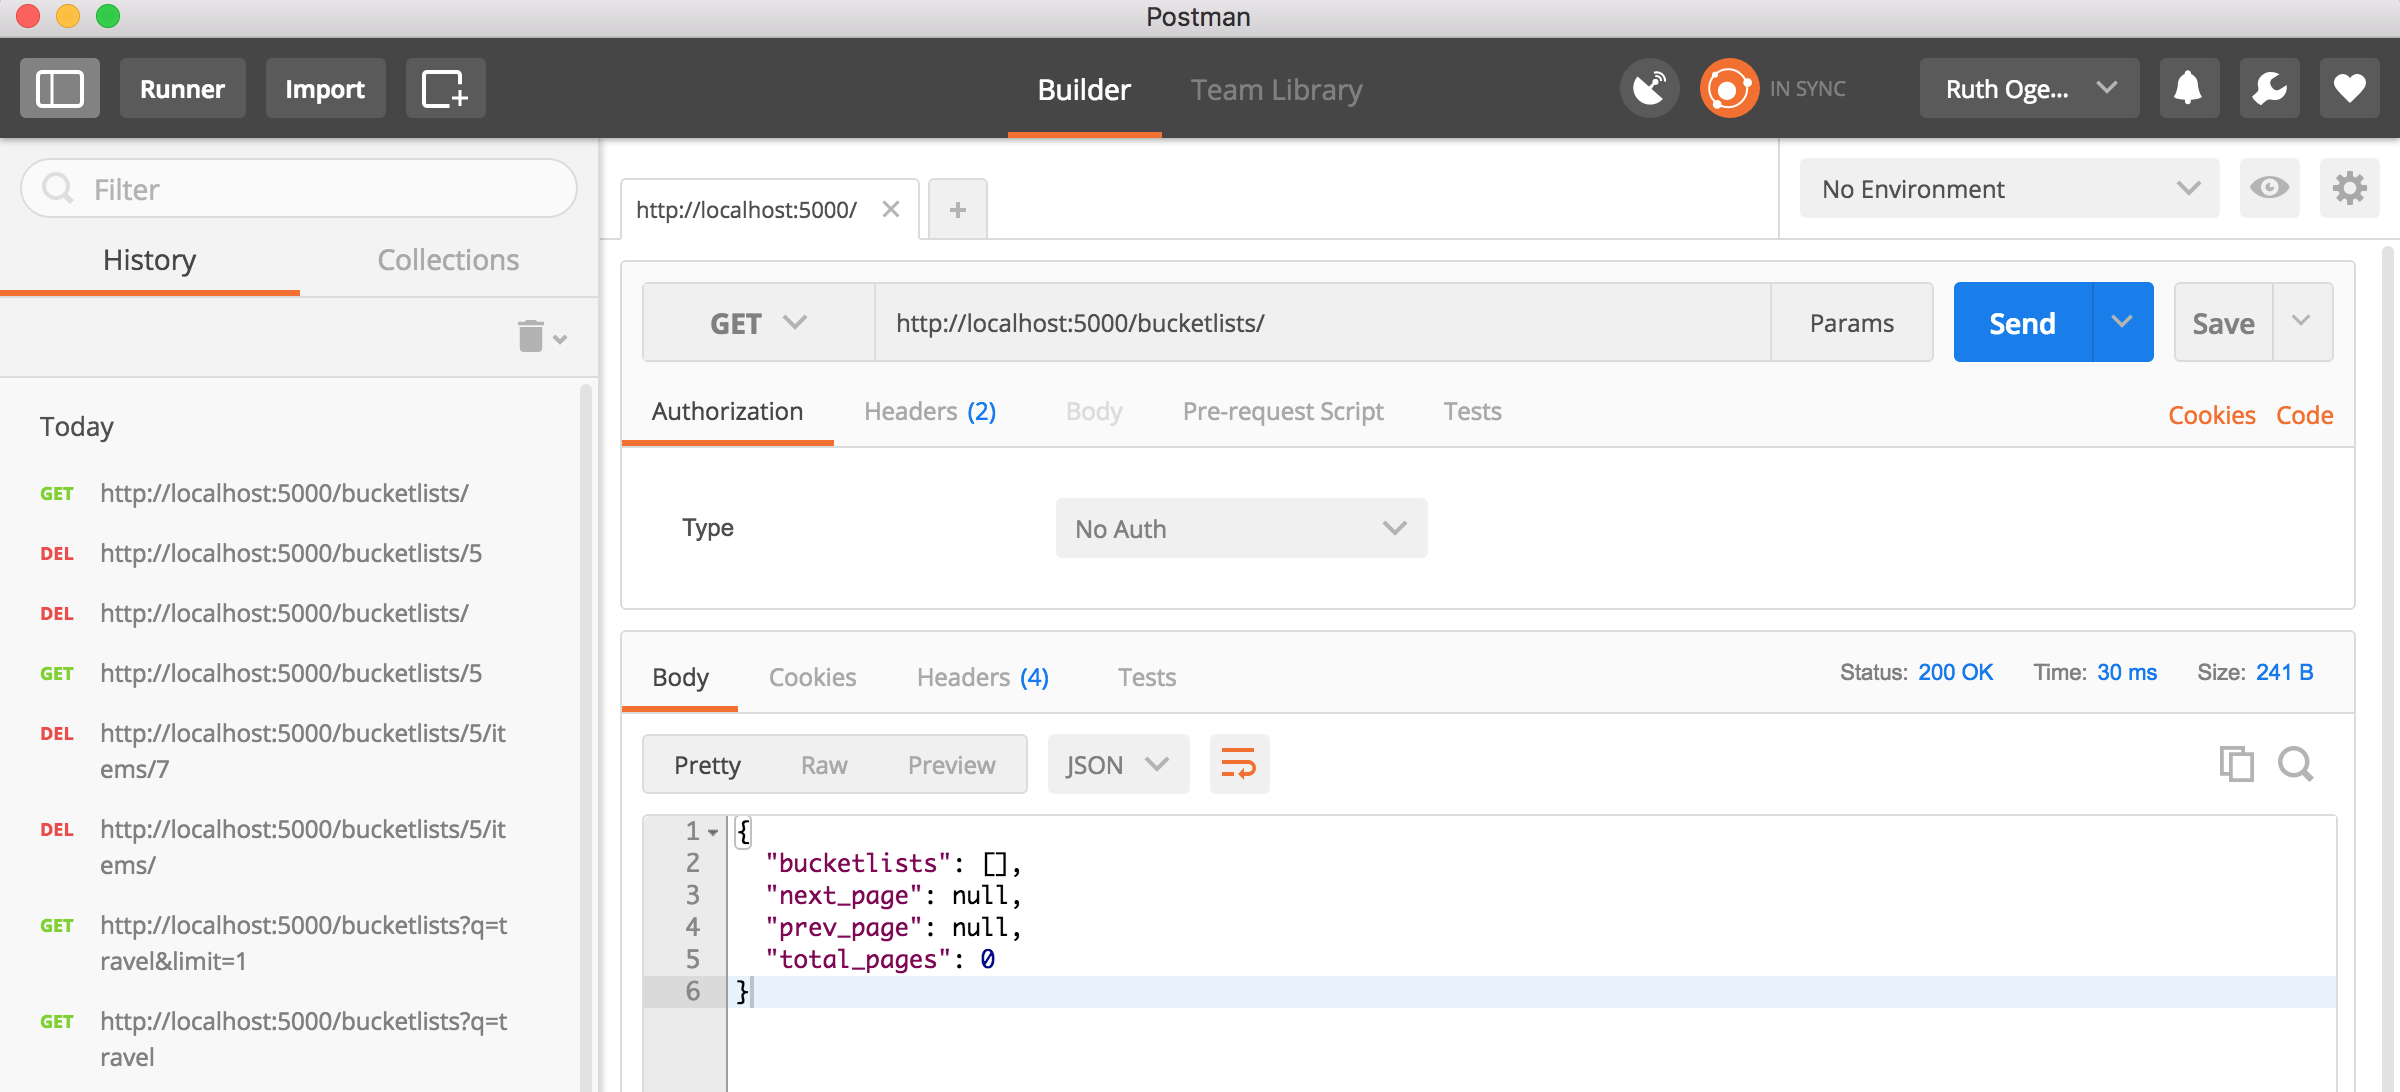 Postman
Runner
Import
Builder
Team Library
IN SYNC
Ruth Oge...
Filter
History
Collections
Today
GET http://localhost:5000/bucketlists/
DEL http://localhost:5000/bucketlists/5
DEL http://localhost:5000/bucketlists/
GET http://localhost:5000/bucketlists/5
DEL http://localhost:5000/bucketlists/5/it
ems/7
DEL http://localhost:5000/bucketlists/5/it
ems/
GET http://localhost:5000/bucketlists?q=t
ravel&limit=1
GET http://localhost:5000/bucketlists?q=t
ravel
http://localhost:5000/
No Environment
GET
http://localhost:5000/bucketlists/
Params
Send
Save
Authorization
Headers (2)
Body
Pre-request Script
Tests
Cookies
Code
Type
No Auth
Body
Cookies
Headers (4)
Tests
Status: 200 OK
Time: 30 ms
Size: 241 B
Pretty
Raw
Preview
JSON
1 {
2 "bucketlists": [],
3 "next_page": null,
4 "prev_page": null,
5 "total_pages": 0
6 }